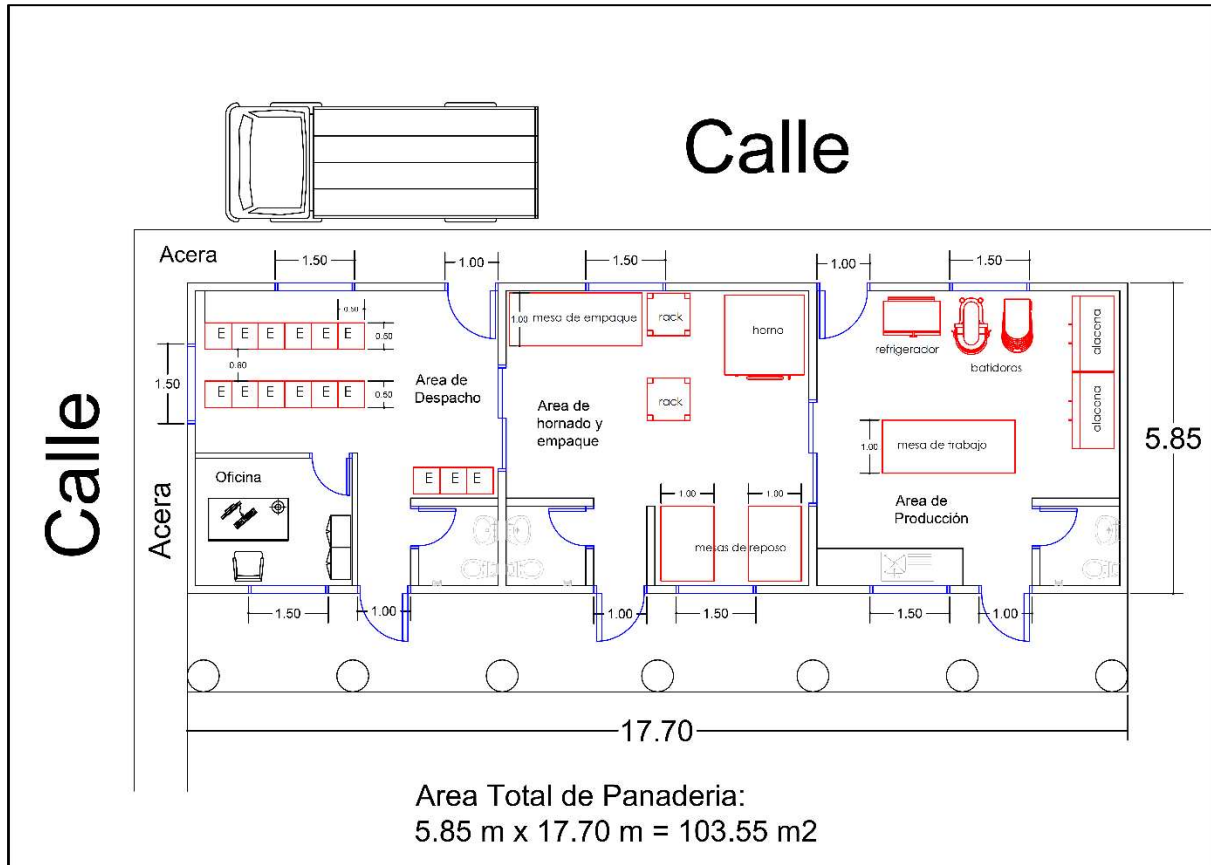 Calle
Acera
1.50
1.00
1.50
1.00
1.50
0.50
1.00
mesa de empaque
rack
horno
refrigerador
batidoras
alacena
E E E E E E
0.50
0.80
1.50
E E E E E E
0.50
Area de
Despacho
rack
Area de
hornado y
empaque
alacena
1.00
mesa de trabajo
5.85
Calle
Acera
Oficina
E E E
1.00
1.00
mesas de reposo
Area de
Producción
1.50
1.00
1.00
1.50
1.50
1.00
17.70
Area Total de Panaderia:
5.85 m x 17.70 m = 103.55 m2